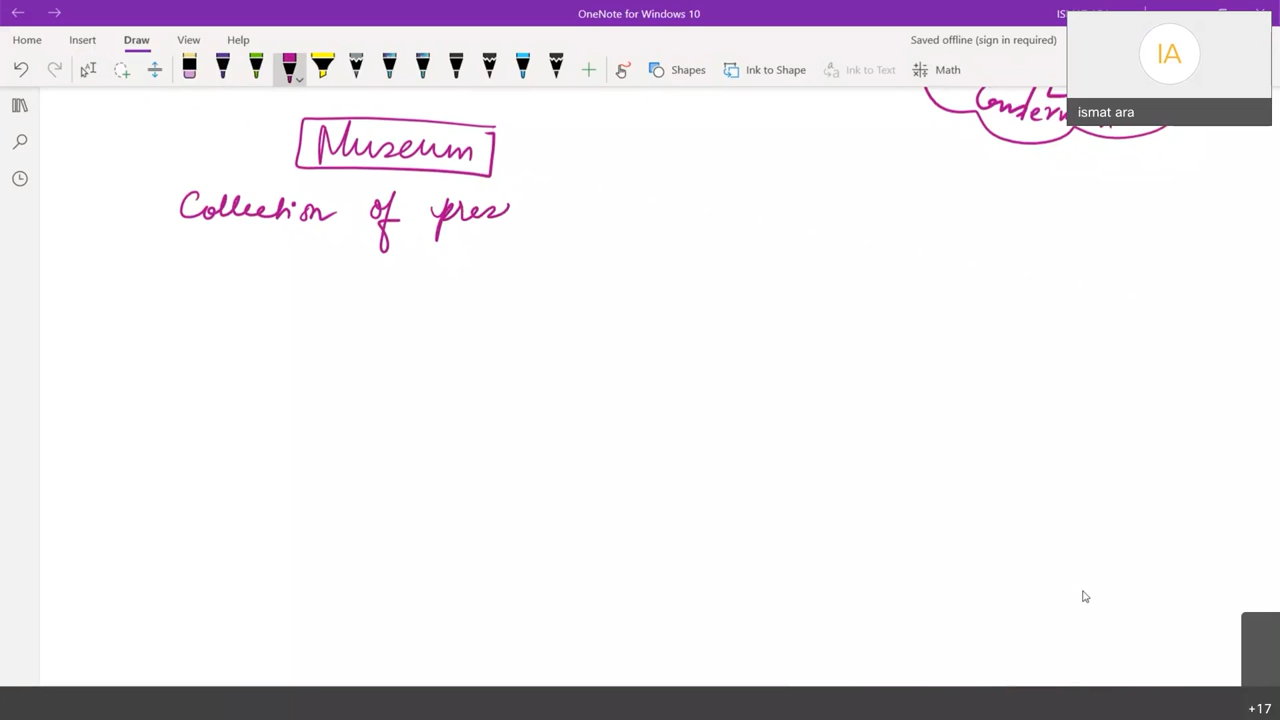 OneNote for Windows 10
Home Insert Draw View Help
Saved offline (sign in required)
Shapes Ink to Shape Ink to Text Math
IA
ismat ara
Museum
Collection of pres
+17